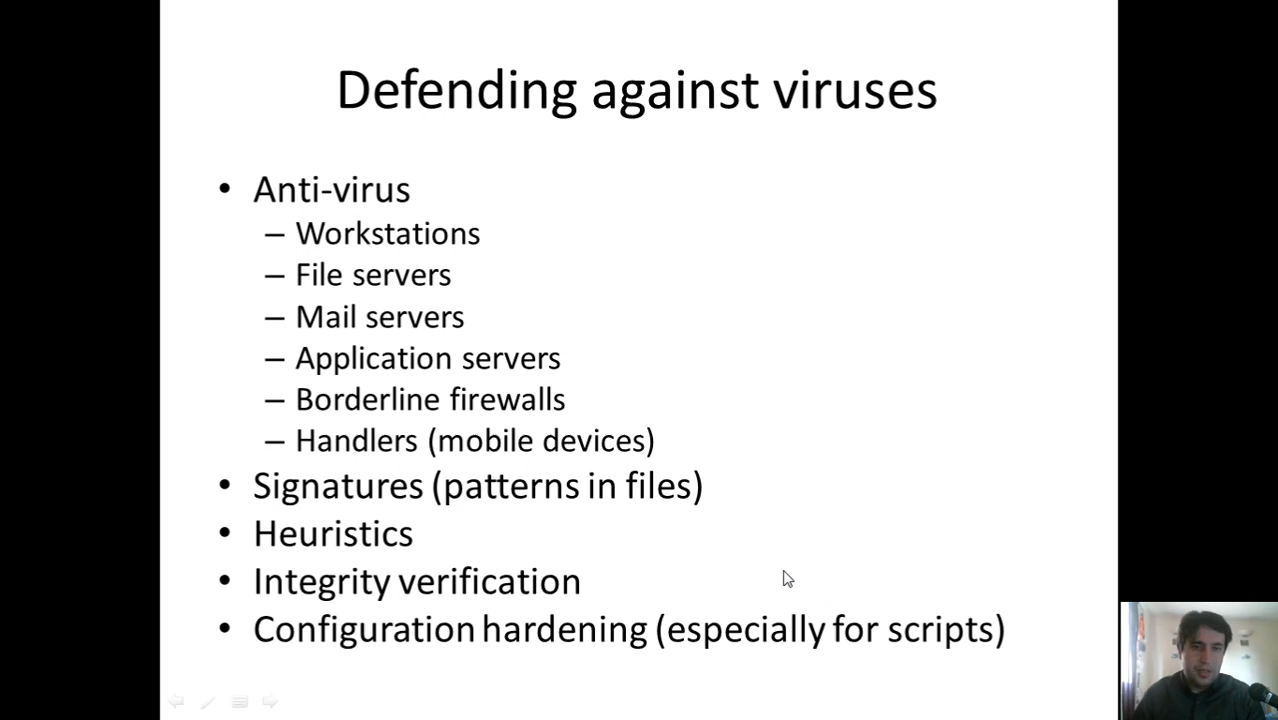 Defending against viruses
• Anti-virus
– Workstations
– File servers
– Mail servers
– Application servers
– Borderline firewalls
– Handlers (mobile devices)
• Signatures (patterns in files)
• Heuristics
• Integrity verification
• Configuration hardening (especially for scripts)